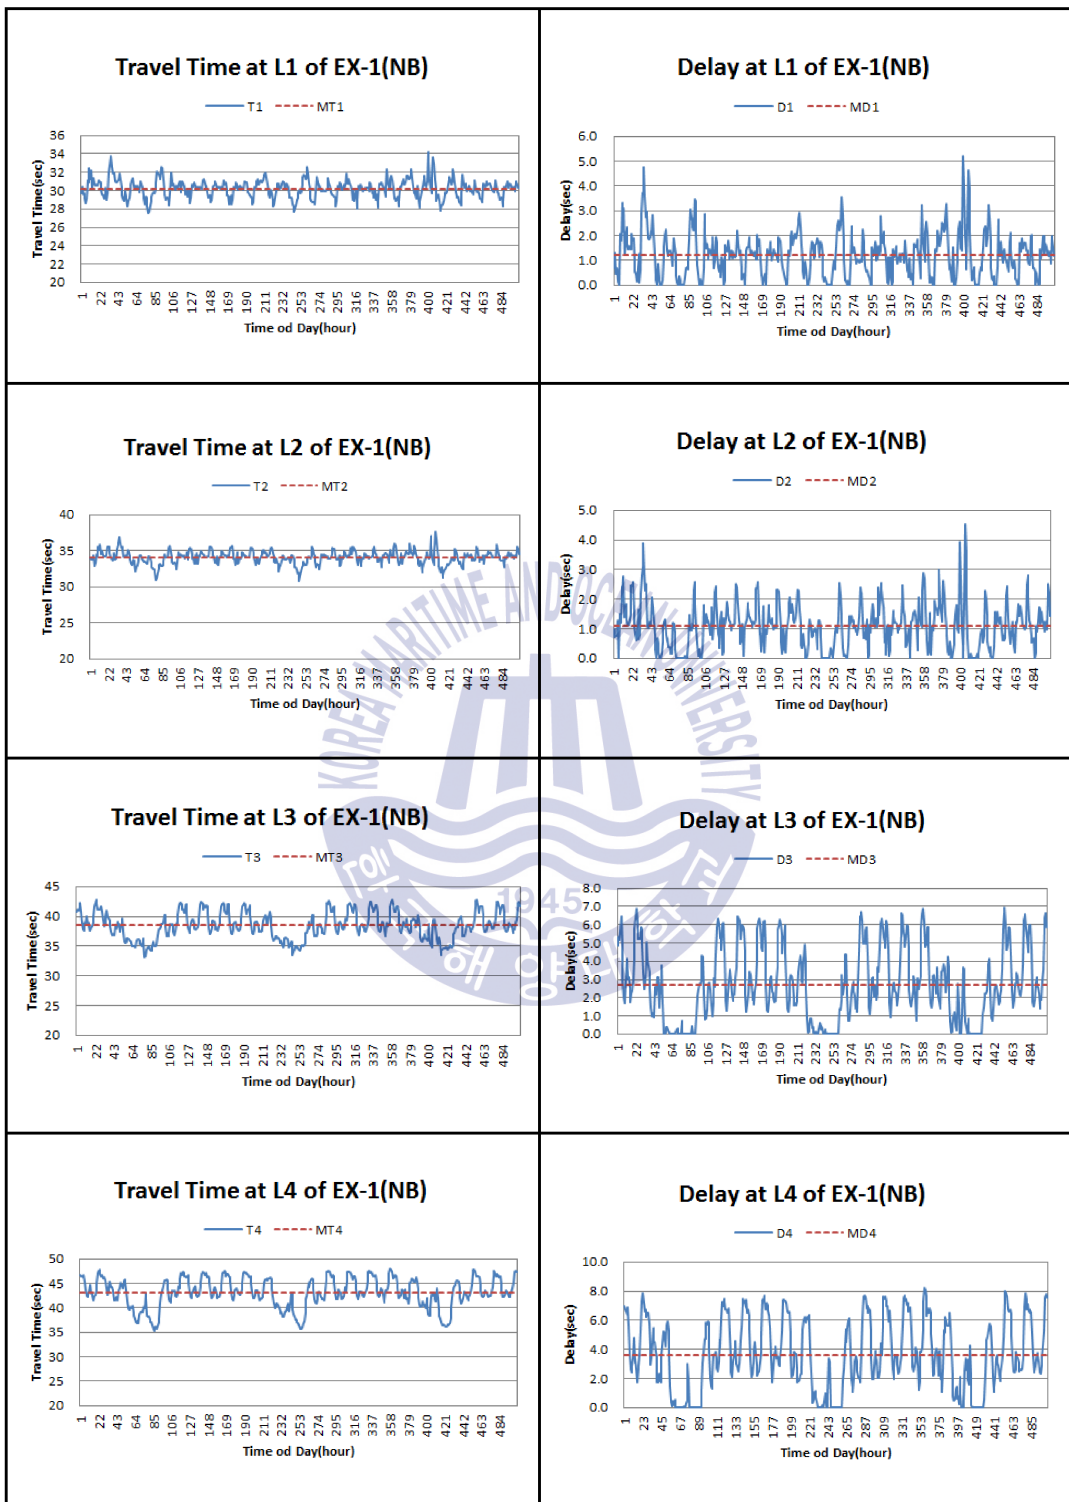 Travel Time at L1 of EX-1(NB)
T1 MT1
Travel Time(sec)
36
34
32
30
28
26
24
22
20
1 22 43 64 85 106 127 148 169 190 211 232 253 274 295 316 337 358 379 400 421 442 463 484
Time od Day(hour)
Delay at L1 of EX-1(NB)
D1 MD1
Delay(sec)
6.0
5.0
4.0
3.0
2.0
1.0
0.0
1 22 43 64 85 106 127 148 169 190 211 232 253 274 295 316 337 358 379 400 421 442 463 484
Time od Day(hour)
Travel Time at L2 of EX-1(NB)
T2 MT2
Travel Time(sec)
40
35
30
25
20
1 22 43 64 85 106 127 148 169 190 211 232 253 274 295 316 337 358 379 400 421 442 463 484
Time od Day(hour)
Delay at L2 of EX-1(NB)
D2 MD2
Delay(sec)
5.0
4.0
3.0
2.0
1.0
0.0
1 22 43 64 85 106 127 148 169 190 211 232 253 274 295 316 337 358 379 400 421 442 463 484
Time od Day(hour)
Travel Time at L3 of EX-1(NB)
T3 MT3
Travel Time(sec)
45
40
35
30
25
20
1 22 43 64 85 106 127 148 169 190 211 232 253 274 295 316 337 358 379 400 421 442 463 484
Time od Day(hour)
Delay at L3 of EX-1(NB)
D3 MD3
Delay(sec)
8.0
7.0
6.0
5.0
4.0
3.0
2.0
1.0
0.0
1 22 43 64 85 106 127 148 169 190 211 232 253 274 295 316 337 358 379 400 421 442 463 484
Time od Day(hour)
Travel Time at L4 of EX-1(NB)
T4 MT4
Travel Time(sec)
50
45
40
35
30
25
20
1 22 43 64 85 106 127 148 169 190 211 232 253 274 295 316 337 358 379 400 421 442 463 484
Time od Day(hour)
Delay at L4 of EX-1(NB)
D4 MD4
Delay(sec)
10.0
8.0
6.0
4.0
2.0
0.0
1 23 45 67 89 111 133 155 177 199 221 243 265 287 309 331 353 375 397 419 441 463 485
Time od Day(hour)
KOREA MARITIME AND OCEAN UNIVERSITY
1945
한국해양대학교